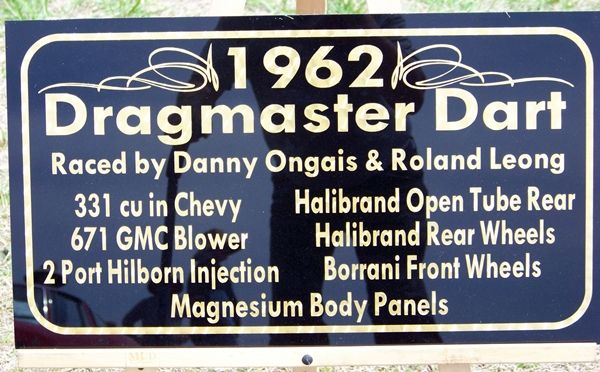 1962
Dragmaster Dart
Raced by Danny Ongais & Roland Leong
331 cu in Chevy Halibrand Open Tube Rear
671 GMC Blower Halibrand Rear Wheels
2 Port Hilborn Injection Borrani Front Wheels
Magnesium Body Panels